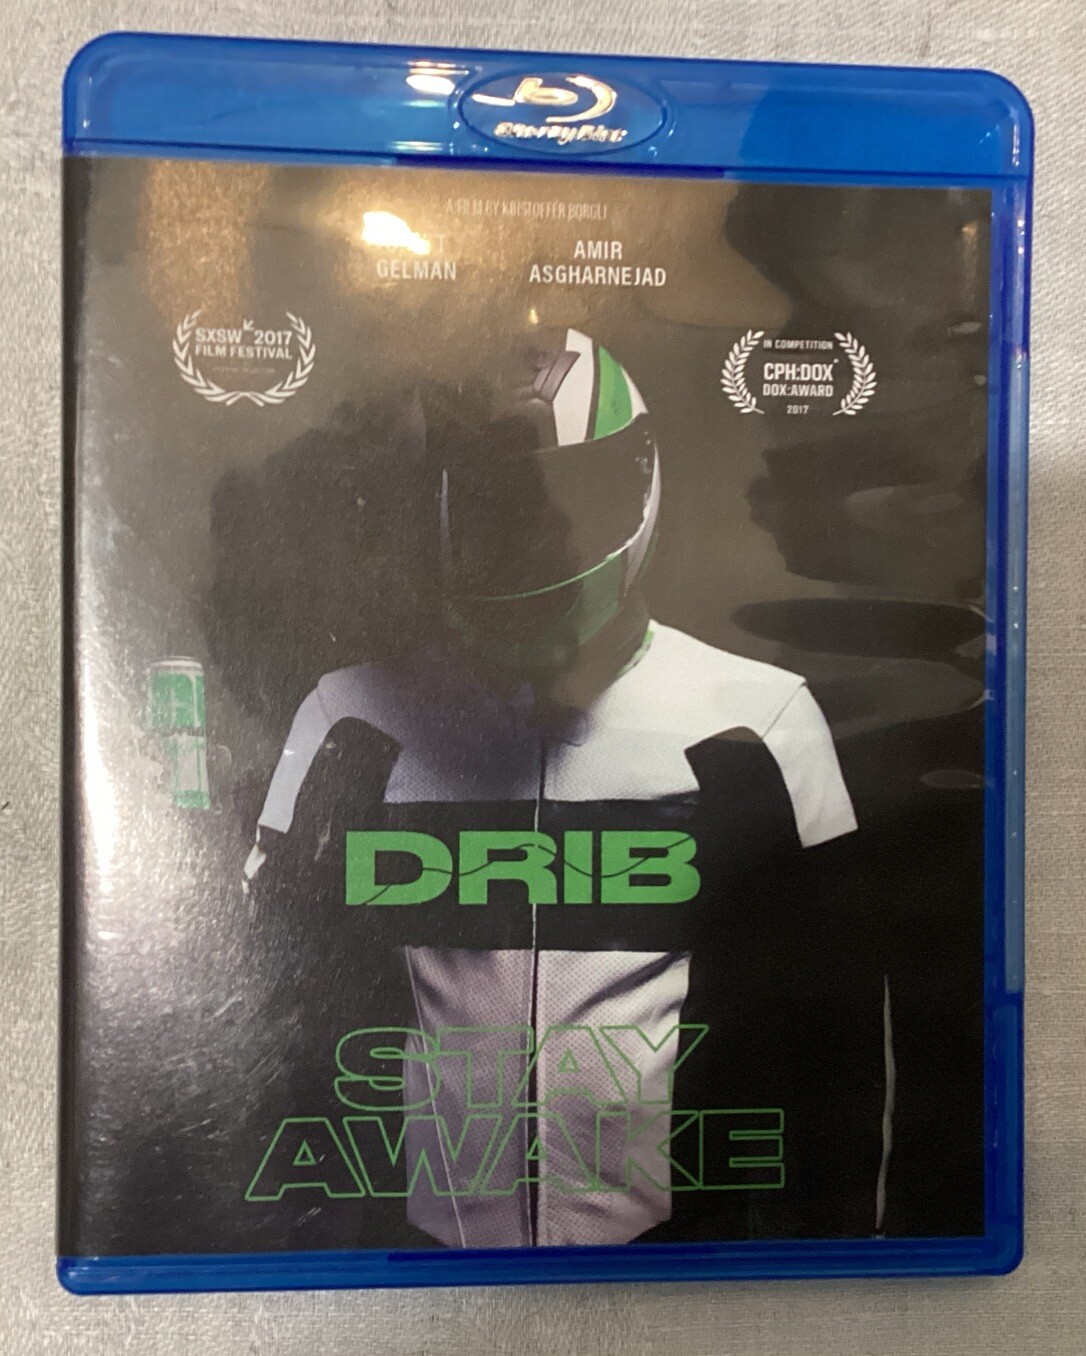 Blu-ray Disc
A FILM BY KRISTOFFER BORGLI
GELMAN
AMIR
ASGHARNEJAD
SXSW 2017
FILM FESTIVAL
IN COMPETITION
CPH:DOX
DOX:AWARD
2017
DRIB
STAY
AWAKE